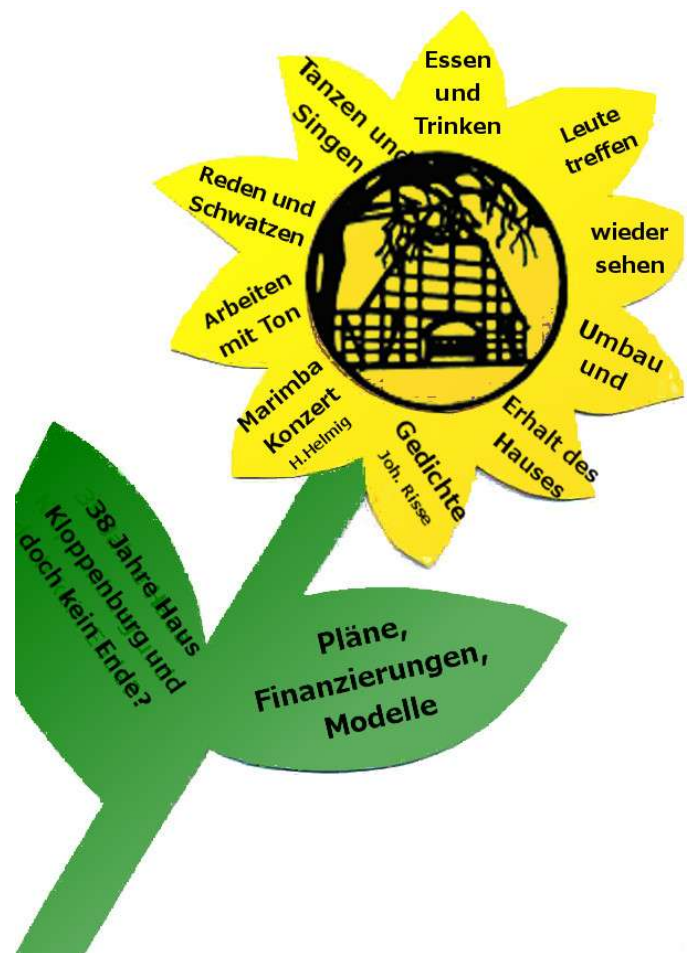 Essen
und
Trinken
Leute
treffen
wieder
sehen
Umbau
und
Erhalt des
Hauses
Gedichte
Joh. Risse
Marimba
Konzert
H.Helmig
Arbeiten
mit Ton
Reden und
Schwatzen
Tanzen und
Singen
38 Jahre Haus
Kloppenburg und
doch kein Ende?
Pläne,
Finanzierungen,
Modelle